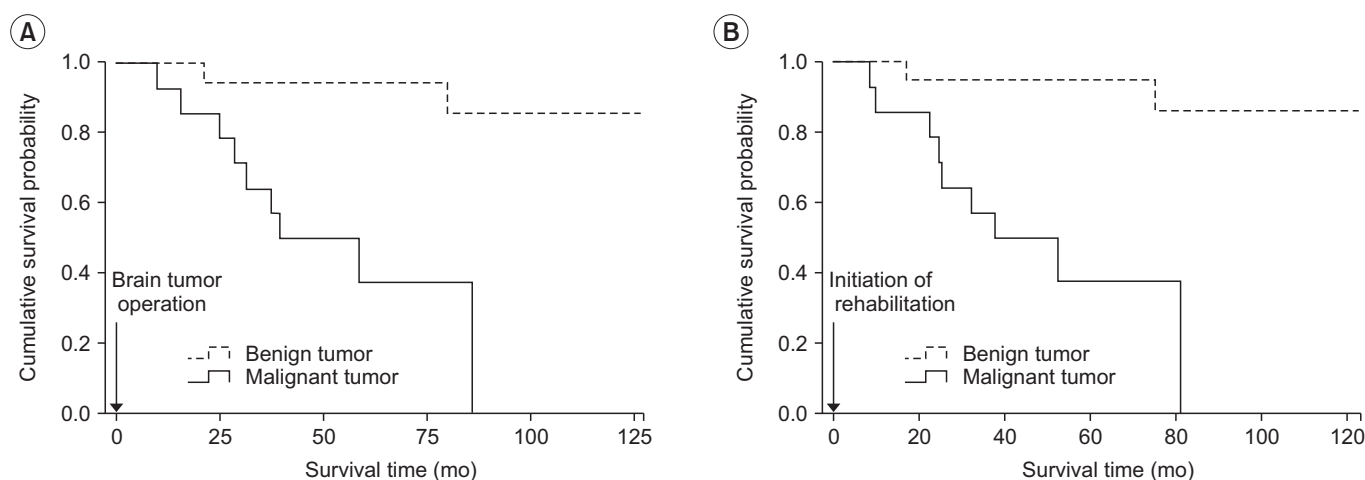 A
Cumulative survival probability
1.0
0.8
0.6
0.4
0.2
0.0
Brain tumor
operation
Benign tumor
Malignant tumor
0 25 50 75 100 125
Survival time (mo)
B
Cumulative survival probability
1.0
0.8
0.6
0.4
0.2
0.0
Initiation of
rehabilitation
Benign tumor
Malignant tumor
0 20 40 60 80 100 120
Survival time (mo)